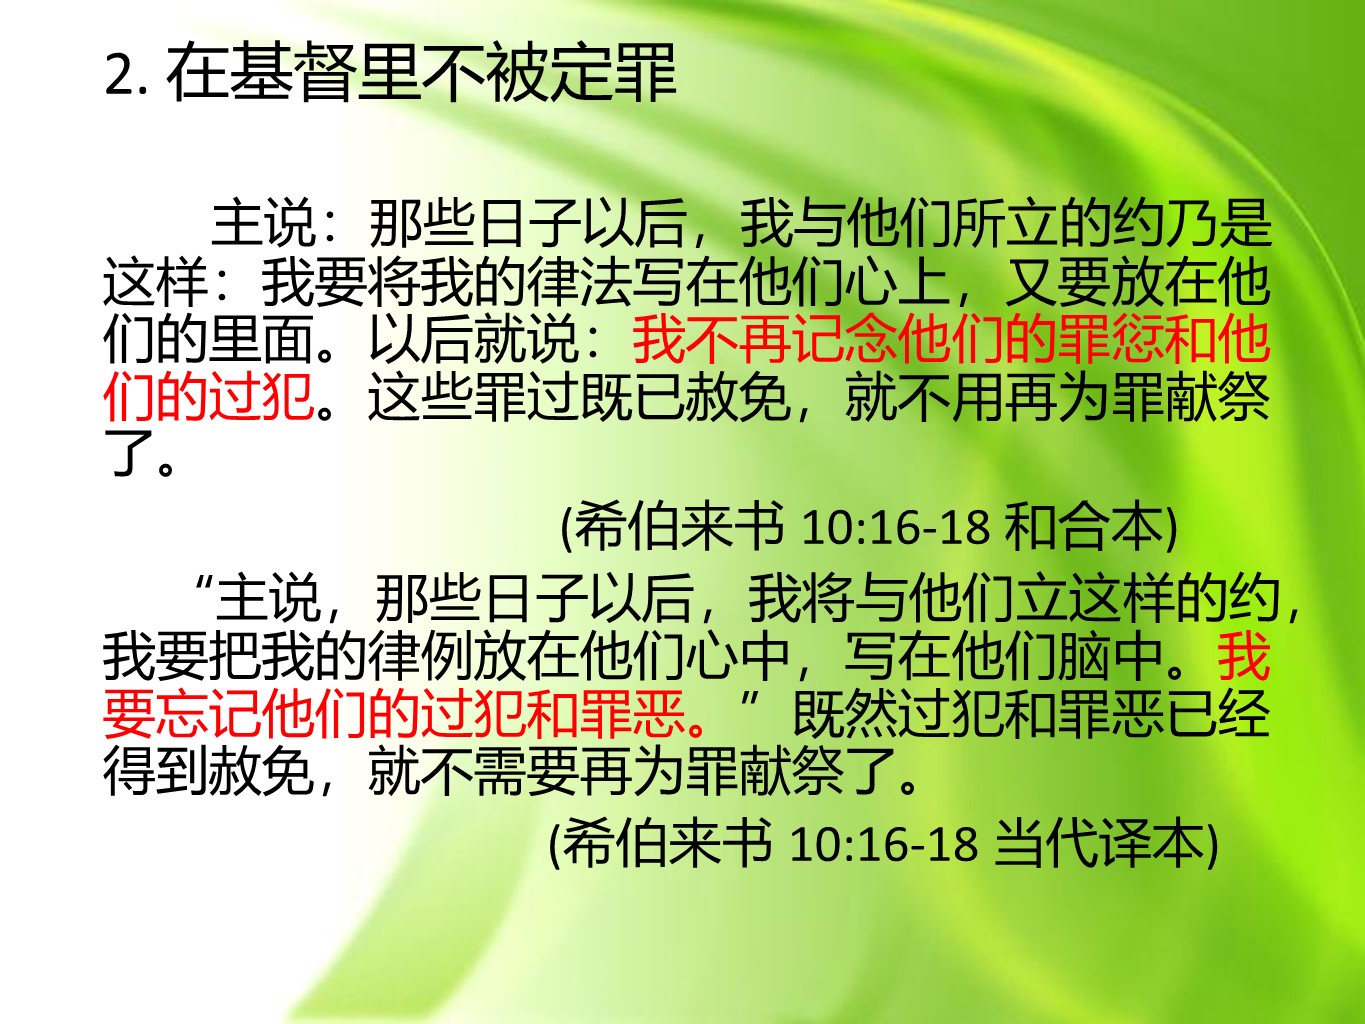 2. 在基督里不被定罪
主说：那些日子以后，我与他们所立的约乃是
这样：我要将我的律法写在他们心上，又要放在他
们的里面。以后就说：我不再记念他们的罪愆和他
们的过犯。这些罪过既已赦免，就不用再为罪献祭
了。
(希伯来书 10:16-18 和合本)
“主说，那些日子以后，我将与他们立这样的约，
我要把我的律例放在他们心中，写在他们脑中。我
要忘记他们的过犯和罪恶。”既然过犯和罪恶已经
得到赦免，就不需要再为罪献祭了。
(希伯来书 10:16-18 当代译本)